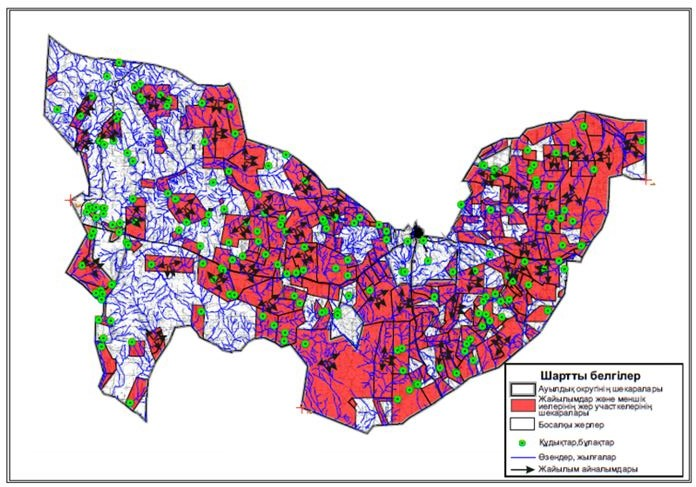 Шартты белгілер
Ауылдық округінің шекаралары
Жайылымдар және меншік
иелерінің жер участкелерінің
шекаралары
Босалқы жерлер
Құдықтар,бұлақтар
Өзендер, жылғалар
Жайылым айналымдары